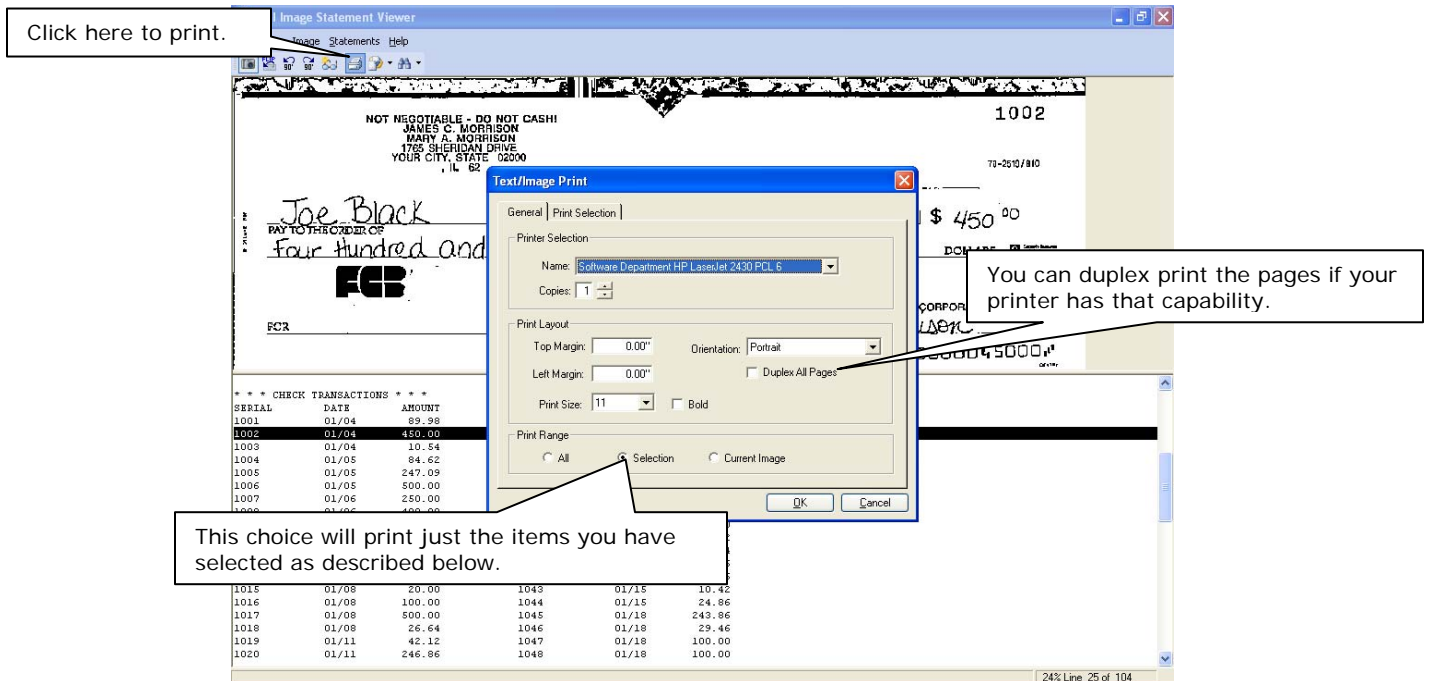 Click here to print.
Image Statement Viewer
Image Statements Help
NOT NEGOTIABLE - DO NOT CASH!
JAMES C. MORRISON
MARY A. MORRISON
1765 SHERIDAN DRIVE
YOUR CITY, STATE 02000
, IL 62
1002
70-2510/810
Joe Black
PAY TO THE ORDER OF
$ 450 00
Four Hundred and
FCB
FOR
Text/Image Print
General Print Selection
Printer Selection
Name: Software Department HP LaserJet 2430 PCL 6
Copies: 1
Print Layout
Top Margin: 0.00" Orientation: Portrait
Left Margin: 0.00" Duplex All Pages
Print Size: 11 Bold
Print Range
All Selection Current Image
OK Cancel
You can duplex print the pages if your
printer has that capability.
This choice will print just the items you have
selected as described below.
* * * CHECK TRANSACTIONS * * *
SERIAL DATE AMOUNT
1001 01/04 89.98
1002 01/04 450.00
1003 01/04 10.54
1004 01/05 84.62
1005 01/05 247.09
1006 01/05 500.00
1007 01/06 250.00
1015 01/08 20.00 1043 01/15 10.42
1016 01/08 100.00 1044 01/15 24.86
1017 01/08 500.00 1045 01/18 243.86
1018 01/08 26.64 1046 01/18 29.46
1019 01/11 42.12 1047 01/18 100.00
1020 01/11 246.86 1048 01/18 100.00
24% Line 25 of 104